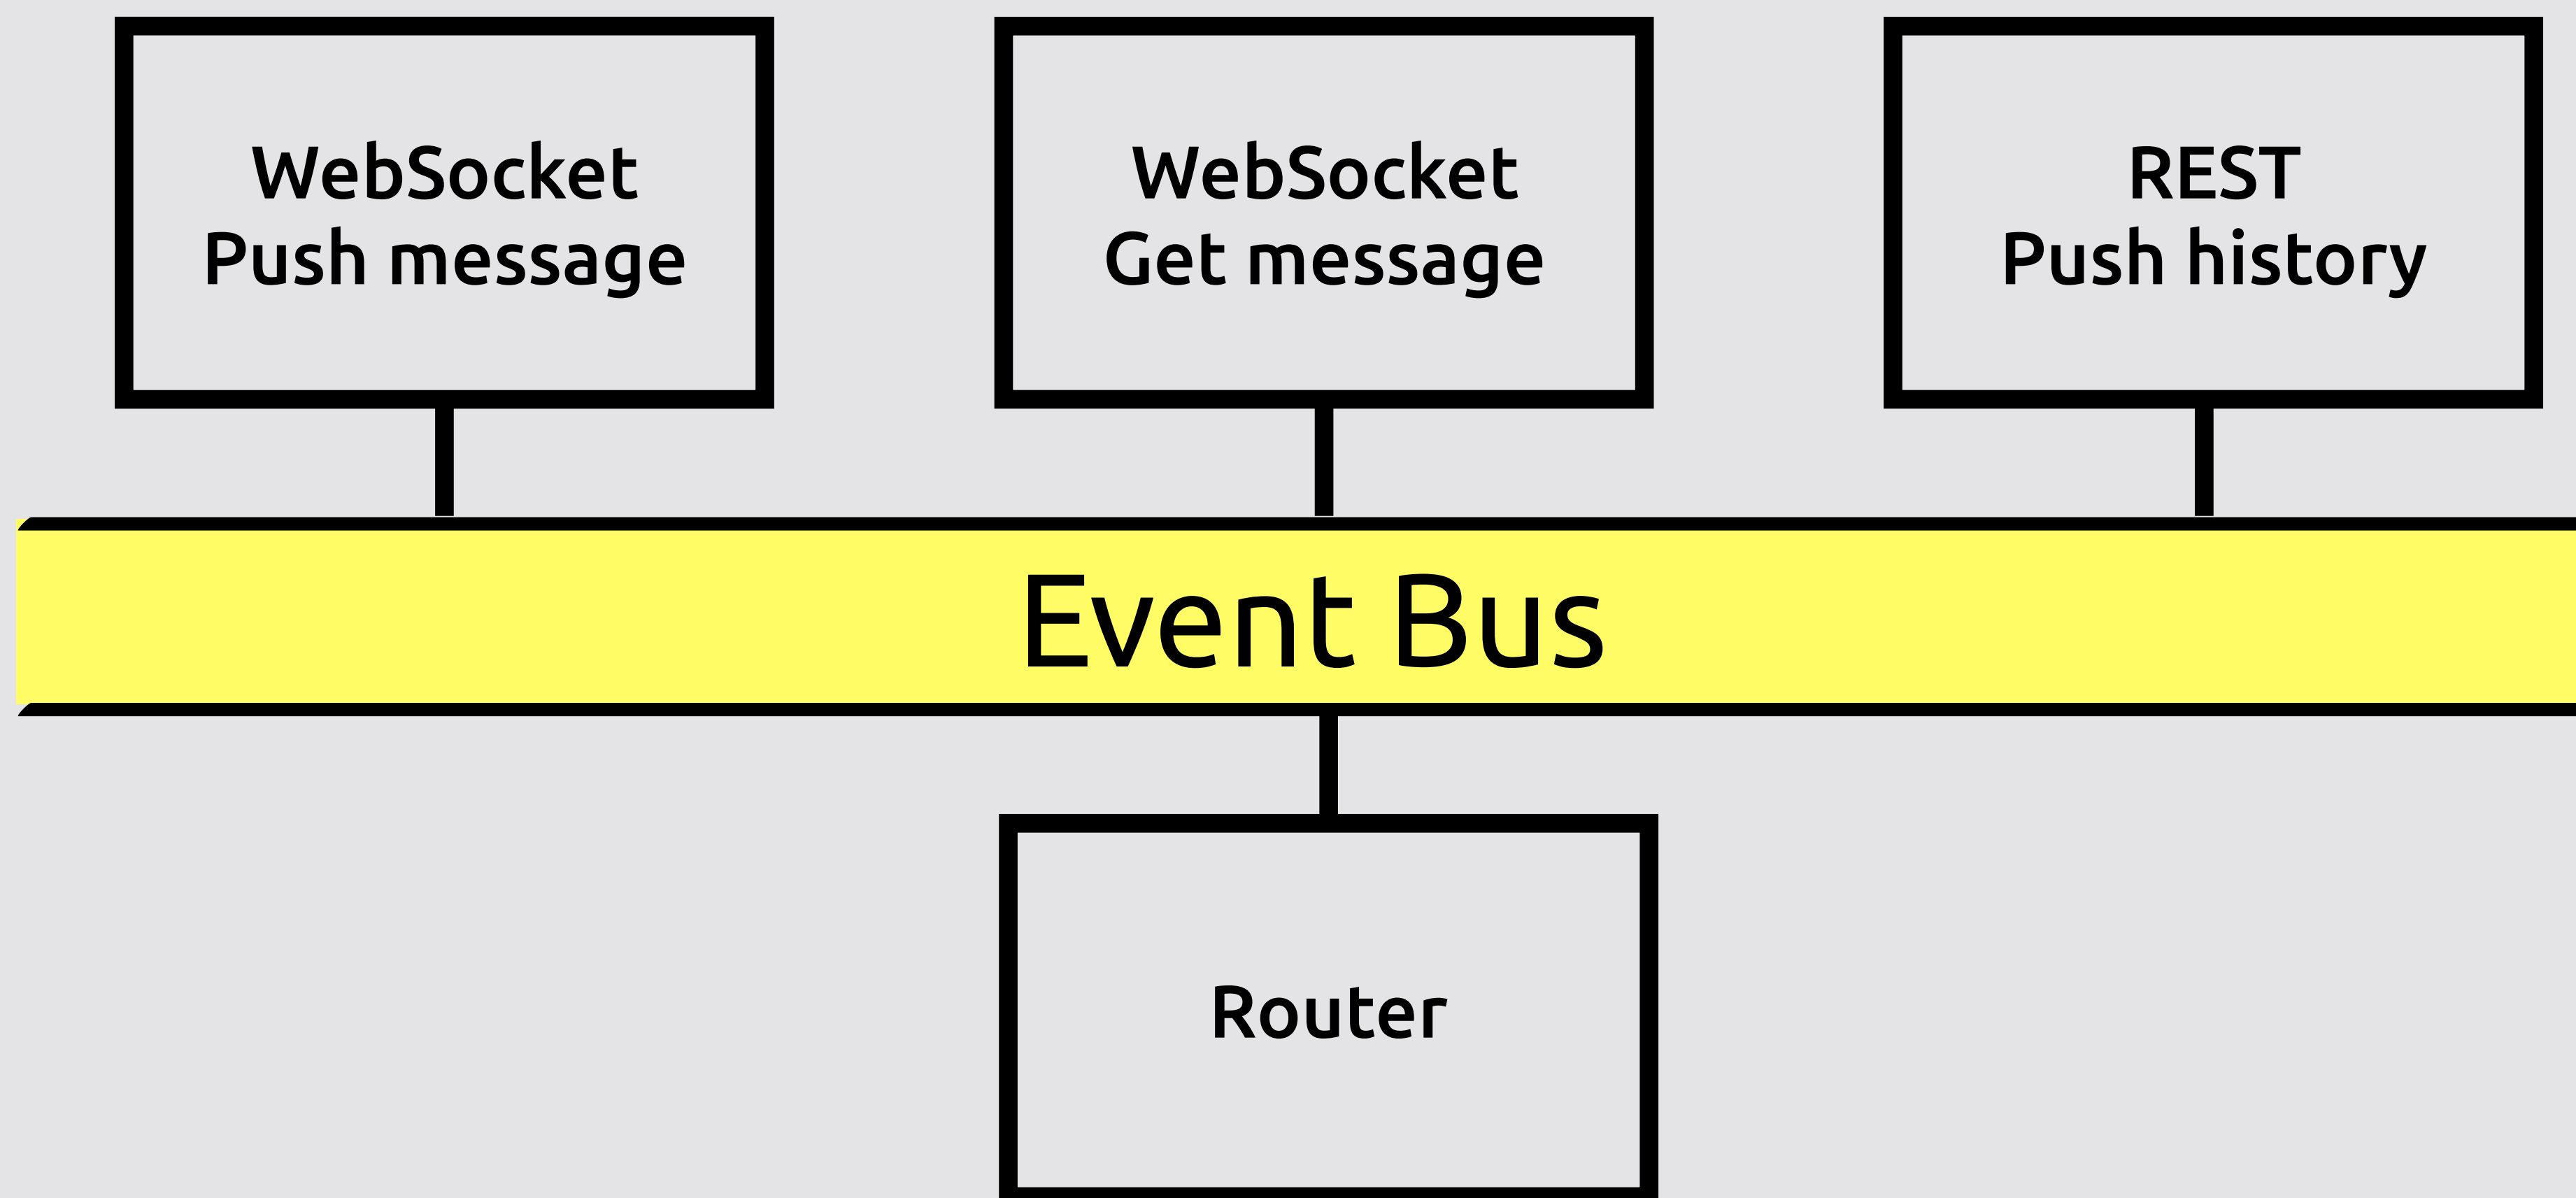 WebSocket
Push message
WebSocket
Get message
REST
Push history
Event Bus
Router